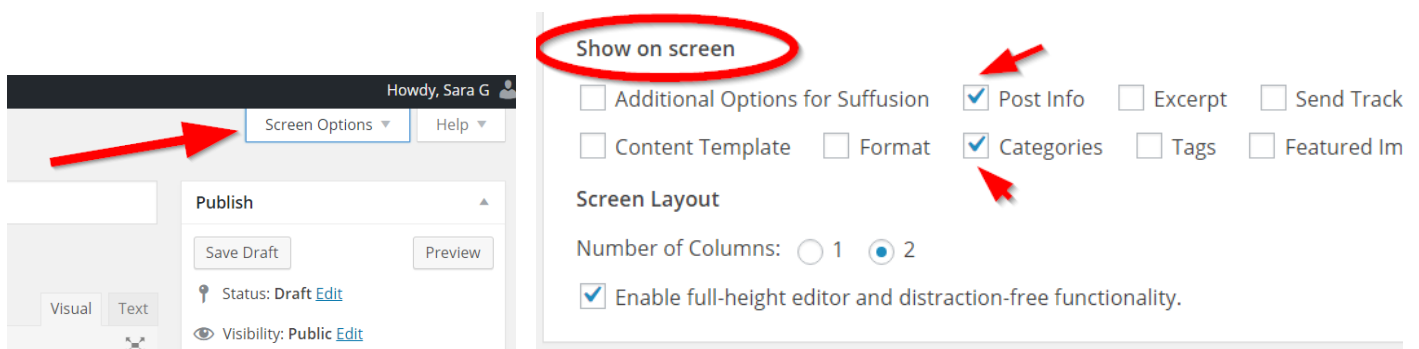 Howdy, Sara G
Screen Options
Help
Publish
Save Draft
Preview
Status: Draft Edit
Visual
Text
Visibility: Public Edit
Show on screen
Additional Options for Suffusion
Post Info
Excerpt
Send Track
Content Template
Format
Categories
Tags
Featured Im
Screen Layout
Number of Columns: 1 2
Enable full-height editor and distraction-free functionality.